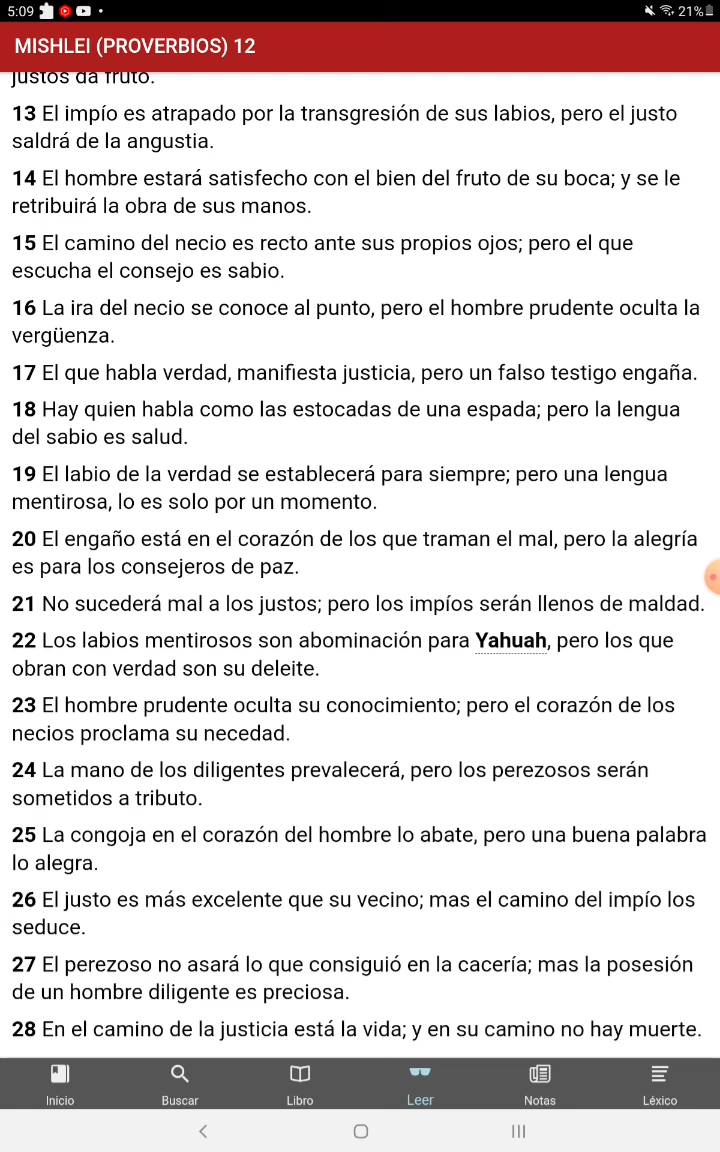 5:09
21%
MISHLEI (PROVERBIOS) 12
justos da fruto.
13 El impío es atrapado por la transgresión de sus labios, pero el justo
saldrá de la angustia.
14 El hombre estará satisfecho con el bien del fruto de su boca; y se le
retribuirá la obra de sus manos.
15 El camino del necio es recto ante sus propios ojos; pero el que
escucha el consejo es sabio.
16 La ira del necio se conoce al punto, pero el hombre prudente oculta la
vergüenza.
17 El que habla verdad, manifiesta justicia, pero un falso testigo engaña.
18 Hay quien habla como las estocadas de una espada; pero la lengua
del sabio es salud.
19 El labio de la verdad se establecerá para siempre; pero una lengua
mentirosa, lo es solo por un momento.
20 El engaño está en el corazón de los que traman el mal, pero la alegría
es para los consejeros de paz.
21 No sucederá mal a los justos; pero los impíos serán llenos de maldad.
22 Los labios mentirosos son abominación para Yahuah, pero los que
obran con verdad son su deleite.
23 El hombre prudente oculta su conocimiento; pero el corazón de los
necios proclama su necedad.
24 La mano de los diligentes prevalecerá, pero los perezosos serán
sometidos a tributo.
25 La congoja en el corazón del hombre lo abate, pero una buena palabra
lo alegra.
26 El justo es más excelente que su vecino; mas el camino del impío los
seduce.
27 El perezoso no asará lo que consiguió en la cacería; mas la posesión
de un hombre diligente es preciosa.
28 En el camino de la justicia está la vida; y en su camino no hay muerte.
Inicio Buscar Libro Leer Notas Léxico